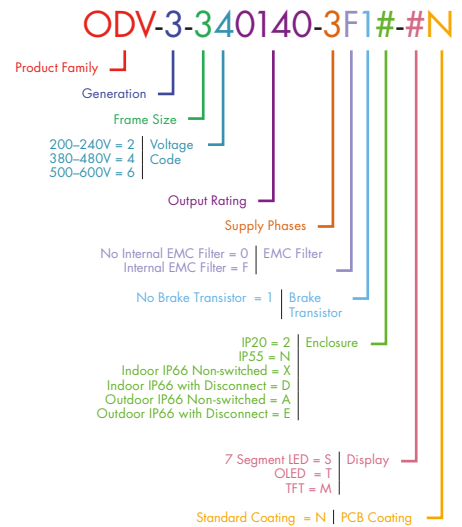 ODV-3-340140-3F1#-#N
Product Family
Generation
Frame Size
200–240V = 2 Voltage
380–480V = 4 Code
500–600V = 6
Output Rating
Supply Phases
No Internal EMC Filter = 0 EMC Filter
Internal EMC Filter = F
No Brake Transistor = 1 Brake
Transistor
IP20 = 2 Enclosure
IP55 = N
Indoor IP66 Non-switched = X
Indoor IP66 with Disconnect = D
Outdoor IP66 Non-switched = A
Outdoor IP66 with Disconnect = E
7 Segment LED = S Display
OLED = T
TFT = M
Standard Coating = N PCB Coating